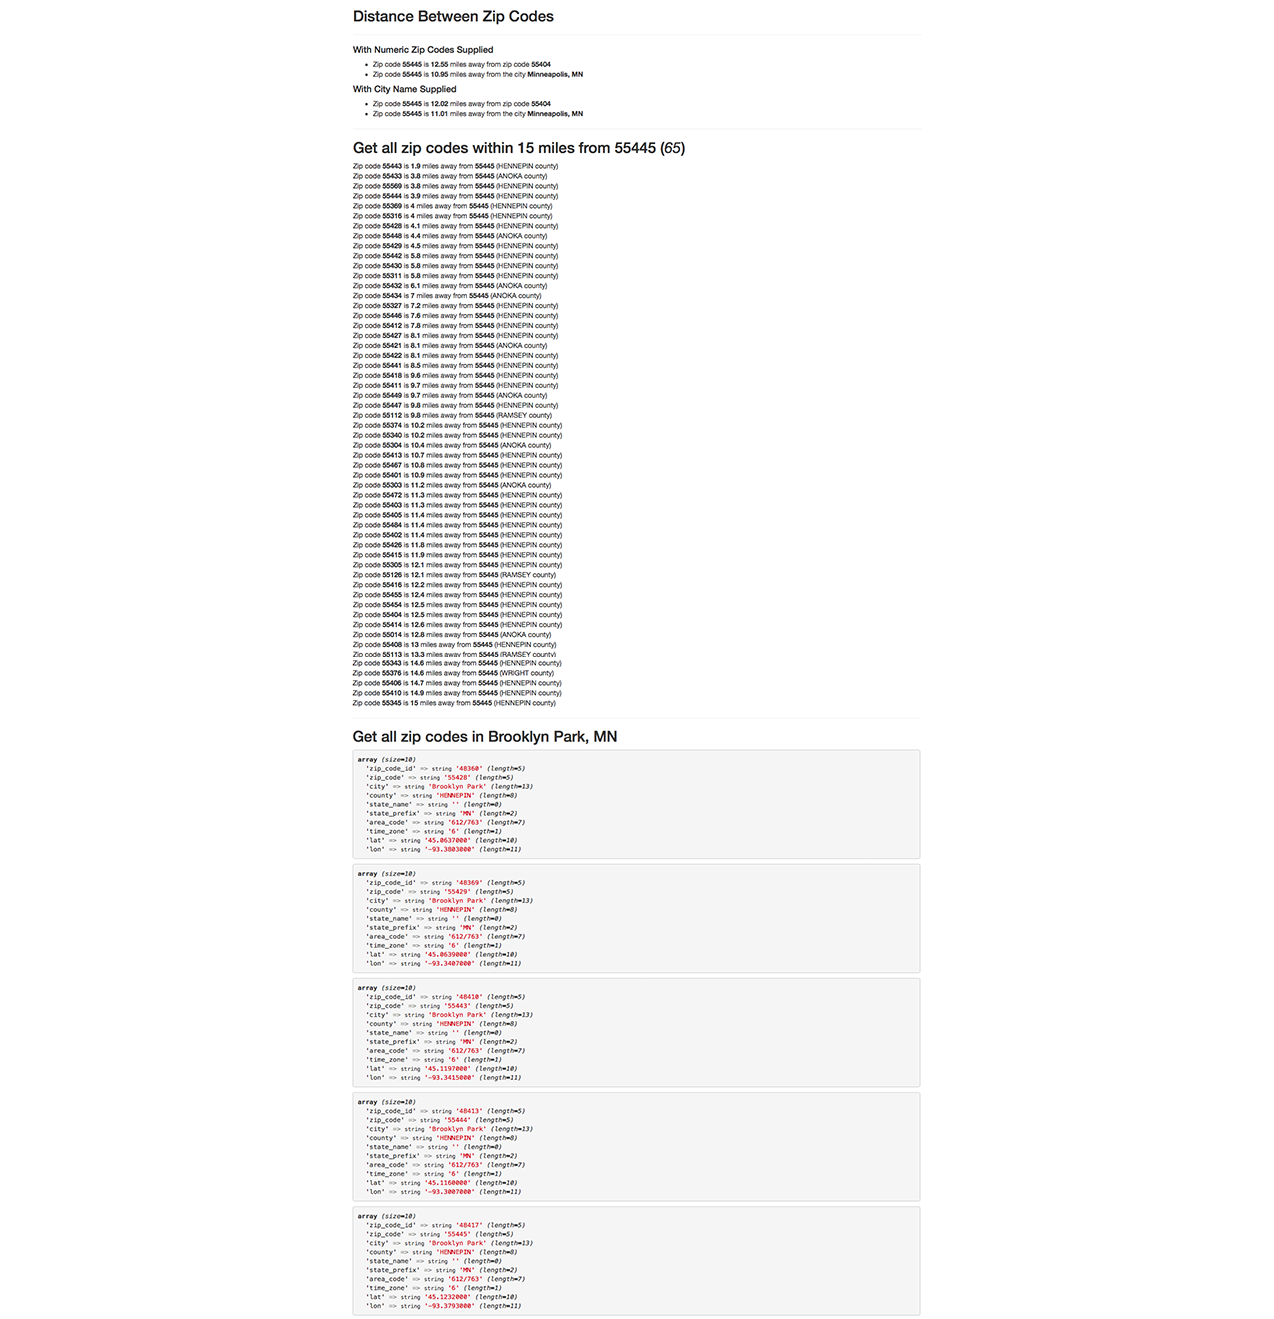 Distance Between Zip Codes
With Numeric Zip Codes Supplied
Zip code 55445 is 12.55 miles away from zip code 55404
Zip code 55445 is 10.95 miles away from the city Minneapolis, MN
With City Name Supplied
Zip code 55445 is 12.02 miles away from zip code 55404
Zip code 55445 is 11.01 miles away from the city Minneapolis, MN
Get all zip codes within 15 miles from 55445 (65)
Zip code 55443 is 1.9 miles away from 55445 (HENNEPIN county)
Zip code 55433 is 3.8 miles away from 55445 (ANOKA county)
Zip code 55569 is 3.8 miles away from 55445 (HENNEPIN county)
Zip code 55444 is 3.9 miles away from 55445 (HENNEPIN county)
Zip code 55369 is 4 miles away from 55445 (HENNEPIN county)
Zip code 55316 is 4 miles away from 55445 (HENNEPIN county)
Zip code 55428 is 4.1 miles away from 55445 (HENNEPIN county)
Zip code 55448 is 4.4 miles away from 55445 (ANOKA county)
Zip code 55429 is 4.5 miles away from 55445 (HENNEPIN county)
Zip code 55442 is 5.8 miles away from 55445 (HENNEPIN county)
Zip code 55430 is 5.8 miles away from 55445 (HENNEPIN county)
Zip code 55311 is 5.8 miles away from 55445 (HENNEPIN county)
Zip code 55432 is 6.1 miles away from 55445 (ANOKA county)
Zip code 55434 is 7 miles away from 55445 (ANOKA county)
Zip code 55327 is 7.2 miles away from 55445 (HENNEPIN county)
Zip code 55446 is 7.6 miles away from 55445 (HENNEPIN county)
Zip code 55412 is 7.8 miles away from 55445 (HENNEPIN county)
Zip code 55427 is 8.1 miles away from 55445 (HENNEPIN county)
Zip code 55421 is 8.1 miles away from 55445 (ANOKA county)
Zip code 55422 is 8.1 miles away from 55445 (HENNEPIN county)
Zip code 55441 is 8.5 miles away from 55445 (HENNEPIN county)
Zip code 55418 is 9.6 miles away from 55445 (HENNEPIN county)
Zip code 55411 is 9.7 miles away from 55445 (HENNEPIN county)
Zip code 55449 is 9.7 miles away from 55445 (ANOKA county)
Zip code 55447 is 9.8 miles away from 55445 (HENNEPIN county)
Zip code 55112 is 9.8 miles away from 55445 (RAMSEY county)
Zip code 55374 is 10.2 miles away from 55445 (HENNEPIN county)
Zip code 55340 is 10.2 miles away from 55445 (HENNEPIN county)
Zip code 55304 is 10.4 miles away from 55445 (ANOKA county)
Zip code 55413 is 10.7 miles away from 55445 (HENNEPIN county)
Zip code 55467 is 10.8 miles away from 55445 (HENNEPIN county)
Zip code 55401 is 10.9 miles away from 55445 (HENNEPIN county)
Zip code 55303 is 11.2 miles away from 55445 (ANOKA county)
Zip code 55472 is 11.3 miles away from 55445 (HENNEPIN county)
Zip code 55403 is 11.3 miles away from 55445 (HENNEPIN county)
Zip code 55405 is 11.4 miles away from 55445 (HENNEPIN county)
Zip code 55484 is 11.4 miles away from 55445 (HENNEPIN county)
Zip code 55402 is 11.4 miles away from 55445 (HENNEPIN county)
Zip code 55426 is 11.8 miles away from 55445 (HENNEPIN county)
Zip code 55415 is 11.9 miles away from 55445 (HENNEPIN county)
Zip code 55305 is 12.1 miles away from 55445 (HENNEPIN county)
Zip code 55126 is 12.1 miles away from 55445 (RAMSEY county)
Zip code 55416 is 12.2 miles away from 55445 (HENNEPIN county)
Zip code 55455 is 12.4 miles away from 55445 (HENNEPIN county)
Zip code 55454 is 12.5 miles away from 55445 (HENNEPIN county)
Zip code 55404 is 12.5 miles away from 55445 (HENNEPIN county)
Zip code 55414 is 12.6 miles away from 55445 (HENNEPIN county)
Zip code 55014 is 12.8 miles away from 55445 (ANOKA county)
Zip code 55408 is 13 miles away from 55445 (HENNEPIN county)
Zip code 55113 is 13.3 miles away from 55445 (RAMSEY county)
Zip code 55343 is 14.6 miles away from 55445 (HENNEPIN county)
Zip code 55376 is 14.6 miles away from 55445 (WRIGHT county)
Zip code 55406 is 14.7 miles away from 55445 (HENNEPIN county)
Zip code 55410 is 14.9 miles away from 55445 (HENNEPIN county)
Zip code 55345 is 15 miles away from 55445 (HENNEPIN county)
Get all zip codes in Brooklyn Park, MN
array (size=10)
'zip_code_id' => string '48360' (length=5)
'zip_code' => string '55428' (length=5)
'city' => string 'Brooklyn Park' (length=13)
'county' => string 'HENNEPIN' (length=8)
'state_name' => string '' (length=0)
'state_prefix' => string 'MN' (length=2)
'area_code' => string '612/763' (length=7)
'time_zone' => string '6' (length=1)
'lat' => string '45.0637000' (length=10)
'lon' => string '-93.3803000' (length=11)
array (size=10)
'zip_code_id' => string '48369' (length=5)
'zip_code' => string '55429' (length=5)
'city' => string 'Brooklyn Park' (length=13)
'county' => string 'HENNEPIN' (length=8)
'state_name' => string '' (length=0)
'state_prefix' => string 'MN' (length=2)
'area_code' => string '612/763' (length=7)
'time_zone' => string '6' (length=1)
'lat' => string '45.0639000' (length=10)
'lon' => string '-93.3407000' (length=11)
array (size=10)
'zip_code_id' => string '48410' (length=5)
'zip_code' => string '55443' (length=5)
'city' => string 'Brooklyn Park' (length=13)
'county' => string 'HENNEPIN' (length=8)
'state_name' => string '' (length=0)
'state_prefix' => string 'MN' (length=2)
'area_code' => string '612/763' (length=7)
'time_zone' => string '6' (length=1)
'lat' => string '45.1197000' (length=10)
'lon' => string '-93.3415000' (length=11)
array (size=10)
'zip_code_id' => string '48413' (length=5)
'zip_code' => string '55444' (length=5)
'city' => string 'Brooklyn Park' (length=13)
'county' => string 'HENNEPIN' (length=8)
'state_name' => string '' (length=0)
'state_prefix' => string 'MN' (length=2)
'area_code' => string '612/763' (length=7)
'time_zone' => string '6' (length=1)
'lat' => string '45.1160000' (length=10)
'lon' => string '-93.3007000' (length=11)
array (size=10)
'zip_code_id' => string '48417' (length=5)
'zip_code' => string '55445' (length=5)
'city' => string 'Brooklyn Park' (length=13)
'county' => string 'HENNEPIN' (length=8)
'state_name' => string '' (length=0)
'state_prefix' => string 'MN' (length=2)
'area_code' => string '612/763' (length=7)
'time_zone' => string '6' (length=1)
'lat' => string '45.1232000' (length=10)
'lon' => string '-93.3793000' (length=11)